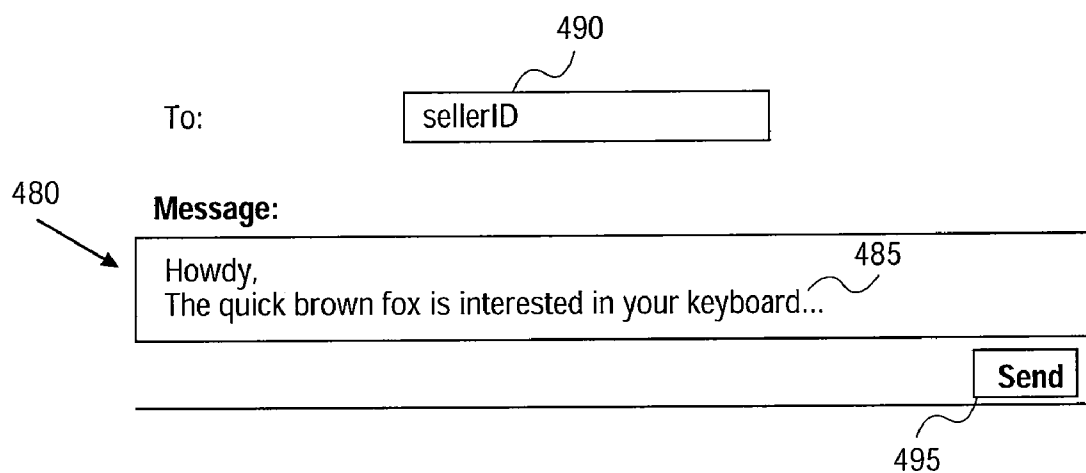 490
To: sellerID
480
Message:
Howdy,
485
The quick brown fox is interested in your keyboard...
Send
495